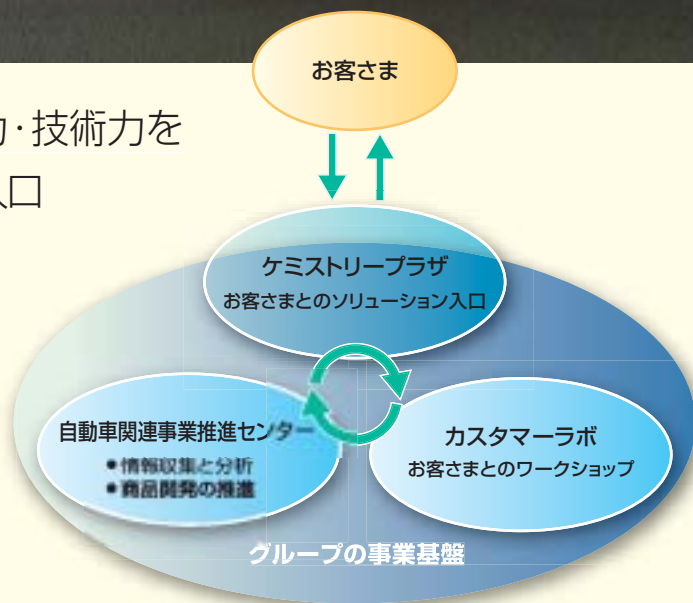 お客さま
・技術力を
口
ケミストリープラザ
お客さまとのソリューション入口
自動車関連事業推進センター
●情報収集と分析
●商品開発の推進
カスタマーラボ
お客さまとのワークショップ
グループの事業基盤